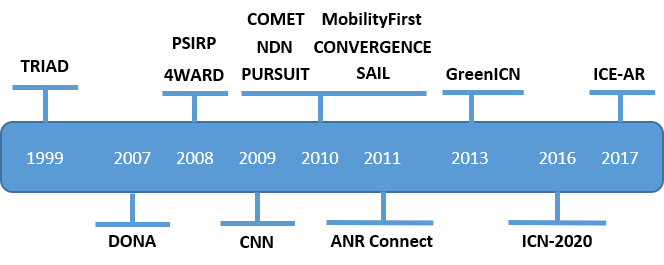 COMET MobilityFirst
PSIRP NDN CONVERGENCE
TRIAD 4WARD PURSUIT SAIL GreenICN ICE-AR
1999 2007 2008 2009 2010 2011 2013 2016 2017
DONA CNN ANR Connect ICN-2020